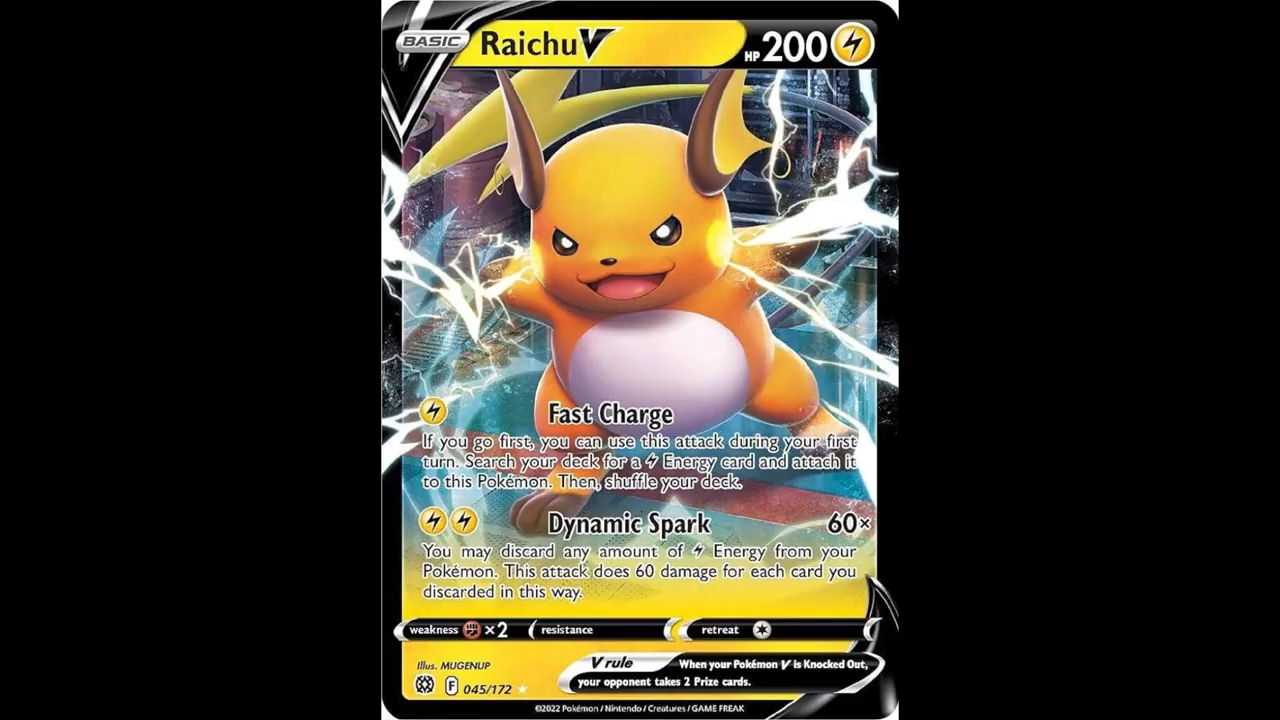 BASIC Raichu V HP 200
Fast Charge
If you go first, you can use this attack during your first
turn. Search your deck for a Energy card and attach it
to this Pokémon. Then, shuffle your deck.
Dynamic Spark 60×
You may discard any amount of Energy from your
Pokémon. This attack does 60 damage for each card you
discarded in this way.
weakness ×2 resistance retreat
Illus. MUGENUP
V rule When your Pokémon V is Knocked Out,
your opponent takes 2 Prize cards.
F 045/172
©2022 Pokémon / Nintendo / Creatures / GAME FREAK